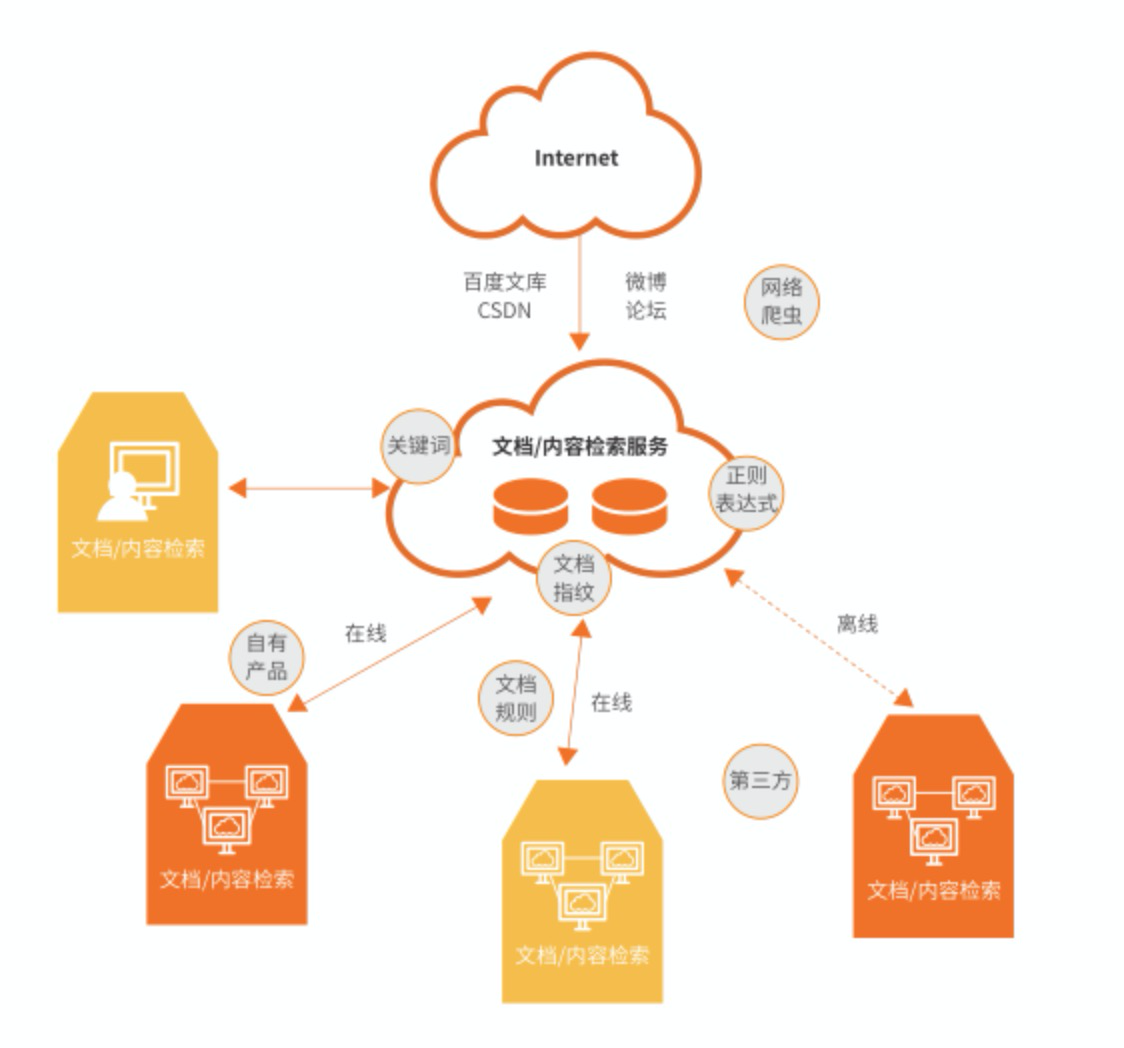 Internet
百度文库
CSDN
微博
论坛
网络
爬虫
关键词
文档/内容检索服务
正则
表达式
文档
指纹
文档/内容检索
自有
产品
在线
文档
规则
在线
离线
第三方
文档/内容检索
文档/内容检索
文档/内容检索